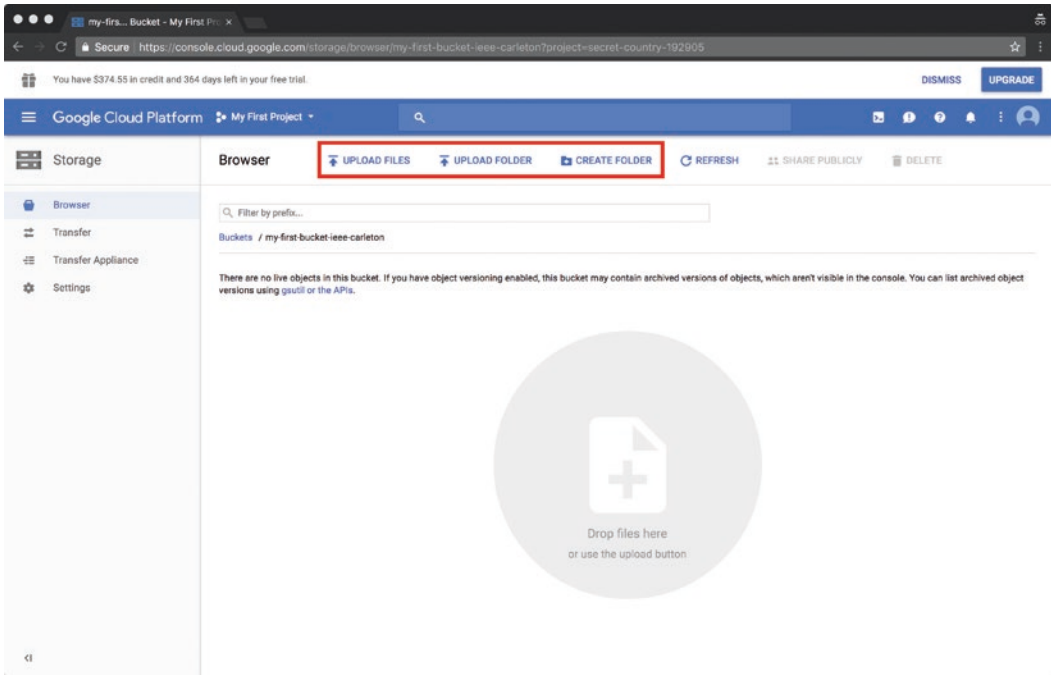 my-firs... Bucket - My First Pro
Secure https://console.cloud.google.com/storage/browser/my-first-bucket-ieee-carleton?project=secret-country-192905
You have $374.55 in credit and 364 days left in your free trial.
DISMISS
UPGRADE
Google Cloud Platform
My First Project
Storage
Browser
UPLOAD FILES
UPLOAD FOLDER
CREATE FOLDER
REFRESH
SHARE PUBLICLY
DELETE
Browser
Transfer
Transfer Appliance
Settings
Filter by prefix...
Buckets / my-first-bucket-ieee-carleton
There are no live objects in this bucket. If you have object versioning enabled, this bucket may contain archived versions of objects, which aren't visible in the console. You can list archived object
versions using gsutil or the APIs.
Drop files here
or use the upload button